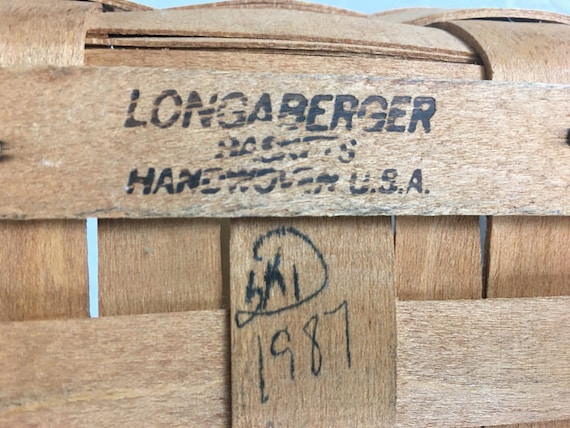 LONGABERGER
BASKETS
HANDWOVEN U.S.A.
1987